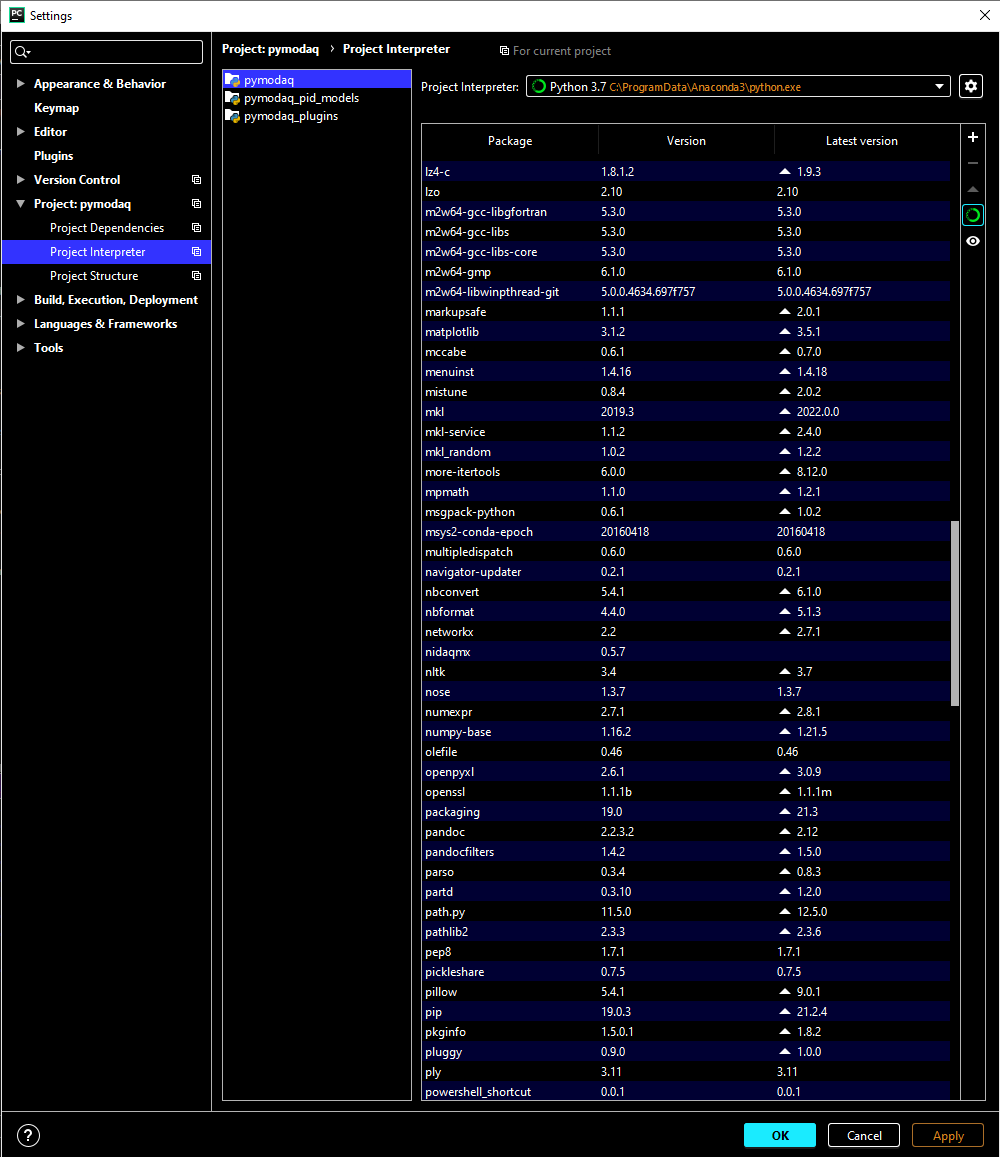 PC Settings
Appearance & Behavior
Keymap
Editor
Plugins
Version Control
Project: pymodaq
Project Dependencies
Project Interpreter
Project Structure
Build, Execution, Deployment
Languages & Frameworks
Tools
Project: pymodaq › Project Interpreter For current project
pymodaq
pymodaq_pid_models
pymodaq_plugins
Project Interpreter: Python 3.7 C:\ProgramData\Anaconda3\python.exe
Package Version Latest version
lz4-c 1.8.1.2 1.9.3
lzo 2.10 2.10
m2w64-gcc-libgfortran 5.3.0 5.3.0
m2w64-gcc-libs 5.3.0 5.3.0
m2w64-gcc-libs-core 5.3.0 5.3.0
m2w64-gmp 6.1.0 6.1.0
m2w64-libwinpthread-git 5.0.0.4634.697f757 5.0.0.4634.697f757
markupsafe 1.1.1 2.0.1
matplotlib 3.1.2 3.5.1
mccabe 0.6.1 0.7.0
menuinst 1.4.16 1.4.18
mistune 0.8.4 2.0.2
mkl 2019.3 2022.0.0
mkl-service 1.1.2 2.4.0
mkl_random 1.0.2 1.2.2
more-itertools 6.0.0 8.12.0
mpmath 1.1.0 1.2.1
msgpack-python 0.6.1 1.0.2
msys2-conda-epoch 20160418 20160418
multipledispatch 0.6.0 0.6.0
navigator-updater 0.2.1 0.2.1
nbconvert 5.4.1 6.1.0
nbformat 4.4.0 5.1.3
networkx 2.2 2.7.1
nidaqmx 0.5.7
nltk 3.4 3.7
nose 1.3.7 1.3.7
numexpr 2.7.1 2.8.1
numpy-base 1.16.2 1.21.5
olefile 0.46 0.46
openpyxl 2.6.1 3.0.9
openssl 1.1.1b 1.1.1m
packaging 19.0 21.3
pandoc 2.2.3.2 2.12
pandocfilters 1.4.2 1.5.0
parso 0.3.4 0.8.3
partd 0.3.10 1.2.0
path.py 11.5.0 12.5.0
pathlib2 2.3.3 2.3.6
pep8 1.7.1 1.7.1
pickleshare 0.7.5 0.7.5
pillow 5.4.1 9.0.1
pip 19.0.3 21.2.4
pkginfo 1.5.0.1 1.8.2
pluggy 0.9.0 1.0.0
ply 3.11 3.11
powershell_shortcut 0.0.1 0.0.1
? OK Cancel Apply